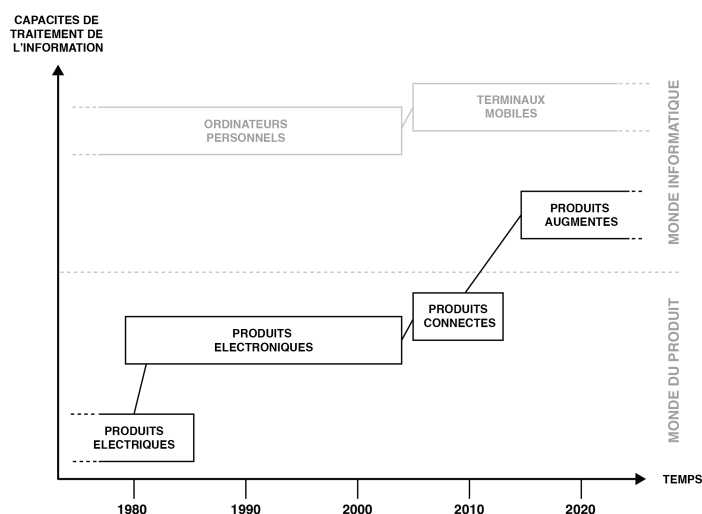 CAPACITES DE
TRAITEMENT DE
L'INFORMATION
ORDINATEURS
PERSONNELS
TERMINAUX
MOBILES
MONDE INFORMATIQUE
PRODUITS
AUGMENTES
PRODUITS
CONNECTES
PRODUITS
ELECTRONIQUES
MONDE DU PRODUIT
PRODUITS
ELECTRIQUES
TEMPS
1980
1990
2000
2010
2020